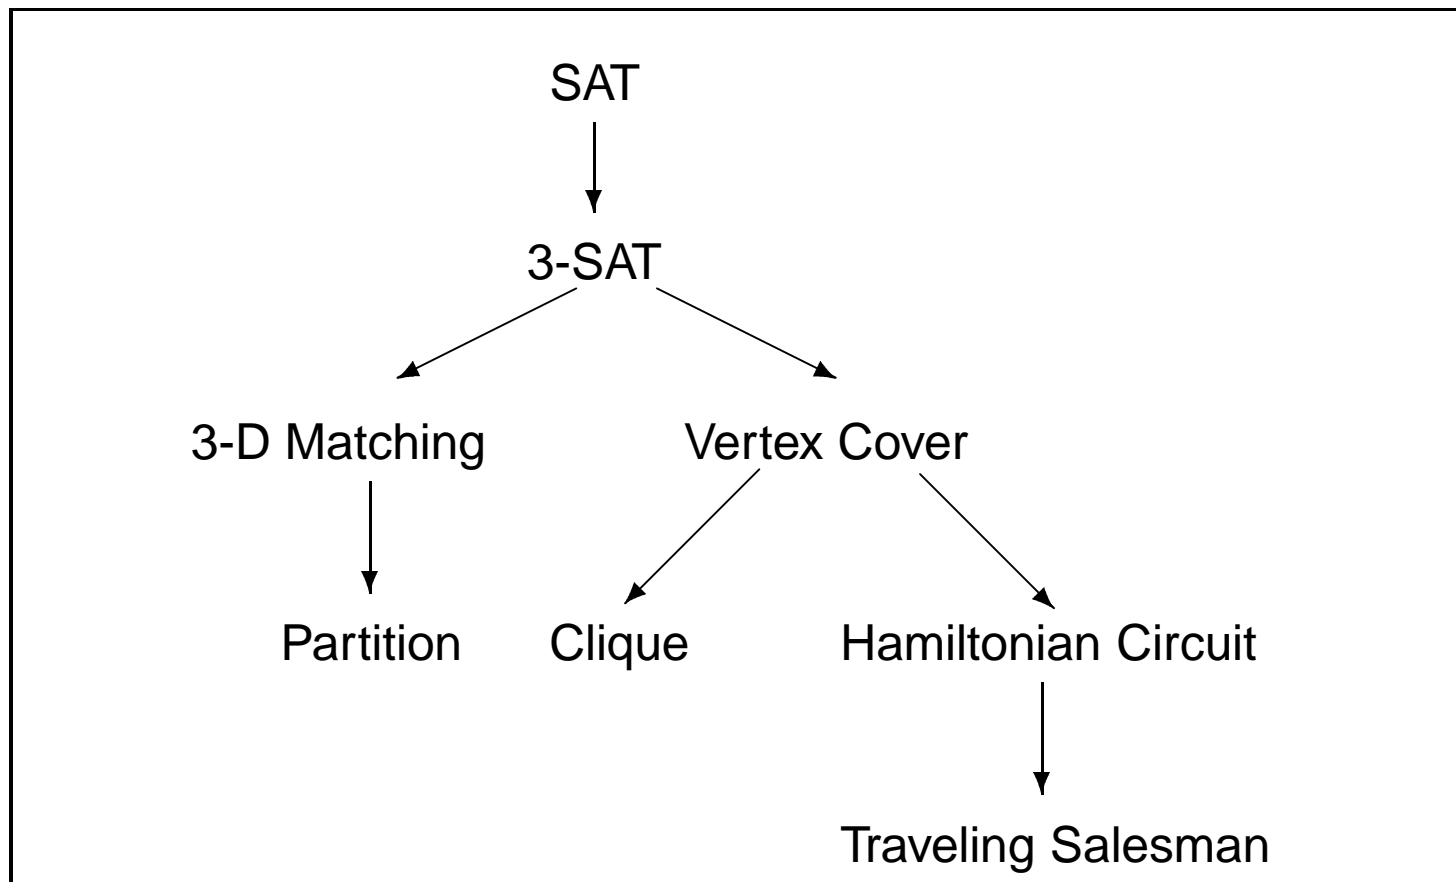 SAT
3-SAT
3-D Matching Vertex Cover
Partition Clique Hamiltonian Circuit
Traveling Salesman